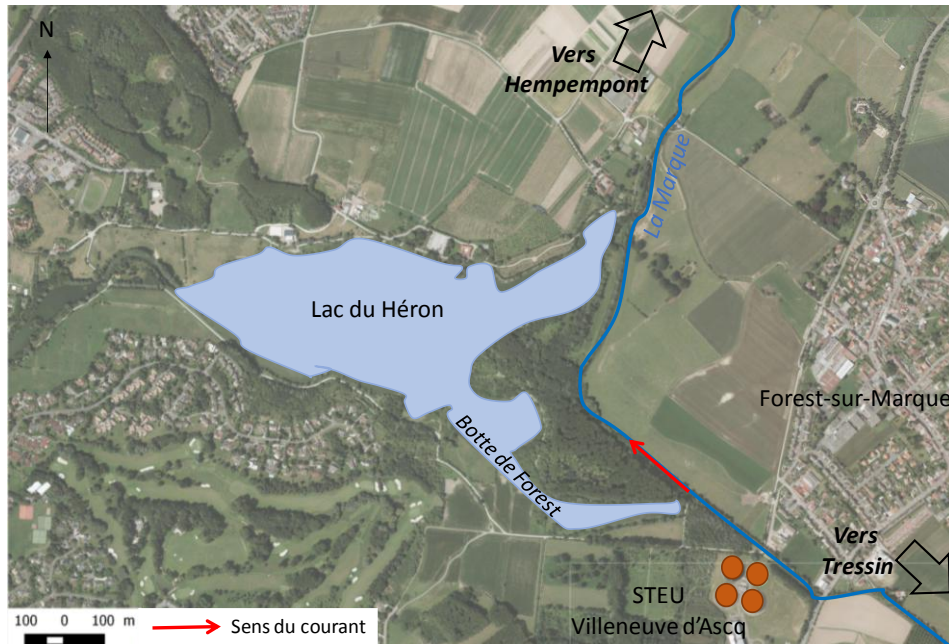 N
Vers
Hempempont
La Marque
Lac du Héron
Forest-sur-Marque
Botte de Forest
Vers
Tressin
STEU
Villeneuve d'Ascq
100 0 100 m
Sens du courant